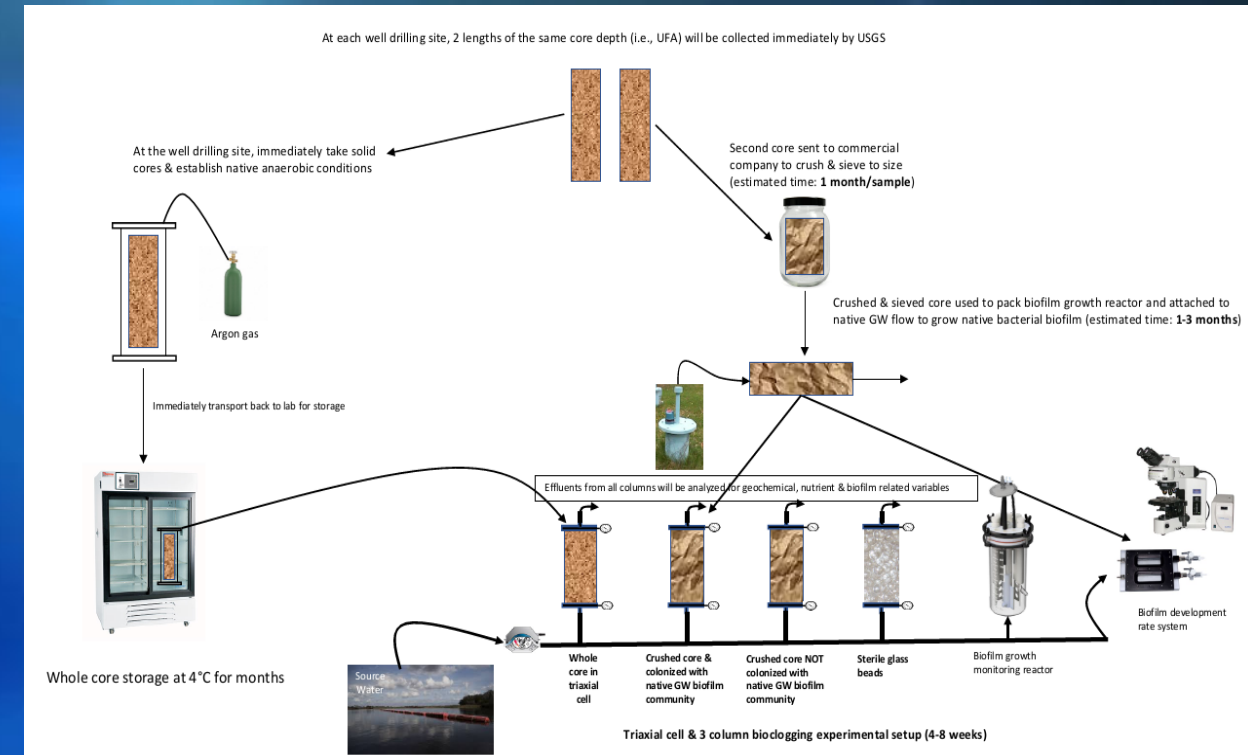 At each well drilling site, 2 lengths of the same core depth (i.e., UFA) will be collected immediately by USGS
At the well drilling site, immediately take solid
cores & establish native anaerobic conditions
Second core sent to commercial
company to crush & sieve to size
(estimated time: 1 month/sample)
Argon gas
Crushed & sieved core used to pack biofilm growth reactor and attached to
native GW flow to grow native bacterial biofilm (estimated time: 1-3 months)
Immediately transport back to lab for storage
Effluents from all columns will be analyzed for geochemical, nutrient & biofilm related variables
Biofilm development
rate system
Whole core storage at 4°C for months
Source
Water
Whole
core in
triaxial
cell
Crushed core &
colonized with
native GW biofilm
community
Crushed core NOT
colonized with
native GW biofilm
community
Sterile glass
beads
Biofilm growth
monitoring reactor
Triaxial cell & 3 column bioclogging experimental setup (4-8 weeks)